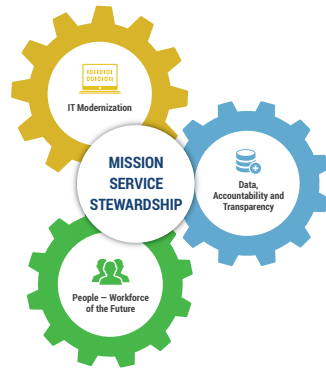 IT Modernization
MISSION
SERVICE
STEWARDSHIP
Data,
Accountability and
Transparency
People — Workforce
of the Future